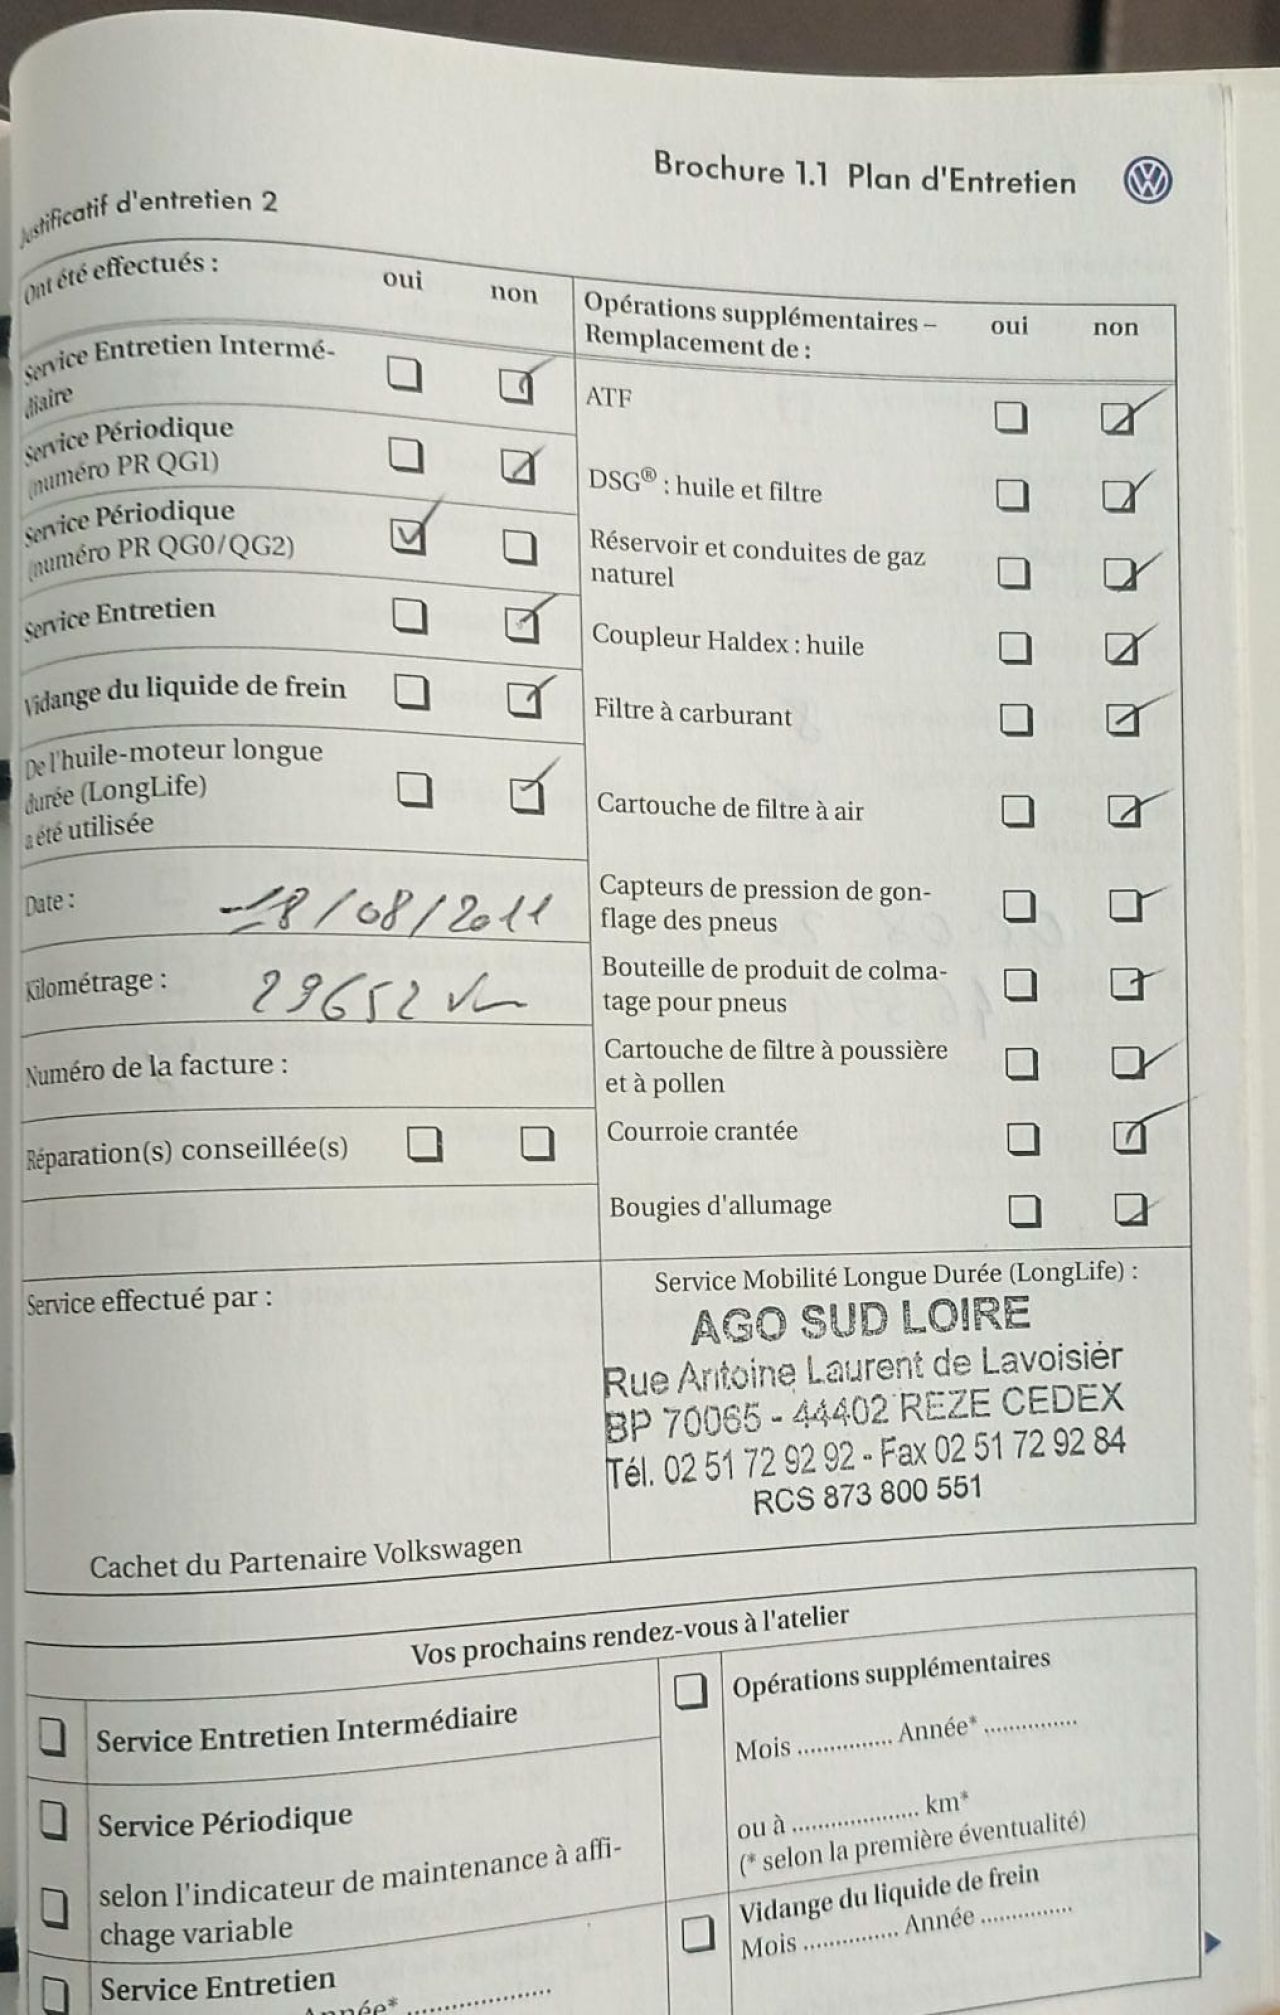 Brochure 1.1 Plan d'Entretien
Justificatif d'entretien 2
Ont été effectués :
oui
non
Service Entretien Intermé-
diaire
Service Périodique
(numéro PR QG1)
Service Périodique
(numéro PR QG0/QG2)
Service Entretien
Vidange du liquide de frein
De l'huile-moteur longue
durée (LongLife)
a été utilisée
Date :
18/08/2011
Kilométrage :
29652 km
Numéro de la facture :
Réparation(s) conseillée(s)
Opérations supplémentaires –
Remplacement de :
oui
non
ATF
DSG® : huile et filtre
Réservoir et conduites de gaz
naturel
Coupleur Haldex : huile
Filtre à carburant
Cartouche de filtre à air
Capteurs de pression de gon-
flage des pneus
Bouteille de produit de colma-
tage pour pneus
Cartouche de filtre à poussière
et à pollen
Courroie crantée
Bougies d'allumage
Service effectué par :
Cachet du Partenaire Volkswagen
Service Mobilité Longue Durée (LongLife) :
AGO SUD LOIRE
Rue Antoine Laurent de Lavoisier
BP 70065 - 44402 REZE CEDEX
Tél. 02 51 72 92 92 - Fax 02 51 72 92 84
RCS 873 800 551
Vos prochains rendez-vous à l'atelier
Service Entretien Intermédiaire
Service Périodique
selon l'indicateur de maintenance à affi-
chage variable
Service Entretien
Année* ....................
Opérations supplémentaires
Mois ............... Année* ...............
ou à .................... km*
(* selon la première éventualité)
Vidange du liquide de frein
Mois ............... Année ...............